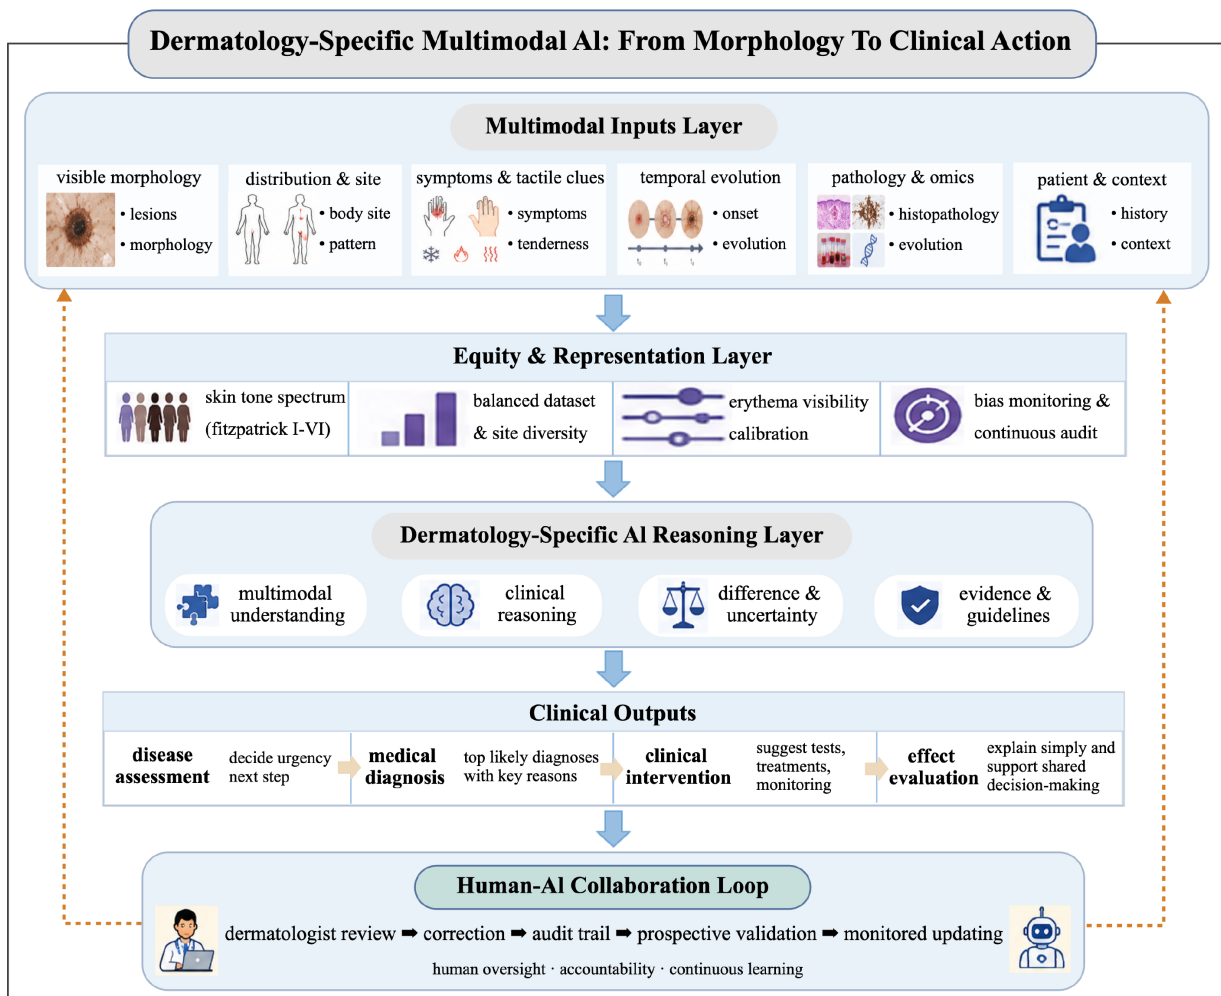 Dermatology-Specific Multimodal Al: From Morphology To Clinical Action
Multimodal Inputs Layer
visible morphology
• lesions
• morphology
distribution & site
• body site
• pattern
symptoms & tactile clues
• symptoms
• tenderness
temporal evolution
• onset
• evolution
pathology & omics
• histopathology
• evolution
patient & context
• history
• context
Equity & Representation Layer
skin tone spectrum
(fitzpatrick I-VI)
balanced dataset
& site diversity
erythema visibility
calibration
bias monitoring &
continuous audit
Dermatology-Specific Al Reasoning Layer
multimodal
understanding
clinical
reasoning
difference &
uncertainty
evidence &
guidelines
Clinical Outputs
disease
assessment
decide urgency
next step
medical
diagnosis
top likely diagnoses
with key reasons
clinical
intervention
suggest tests,
treatments,
monitoring
effect
evaluation
explain simply and
support shared
decision-making
Human-Al Collaboration Loop
dermatologist review ➡ correction ➡ audit trail ➡ prospective validation ➡ monitored updating
human oversight · accountability · continuous learning